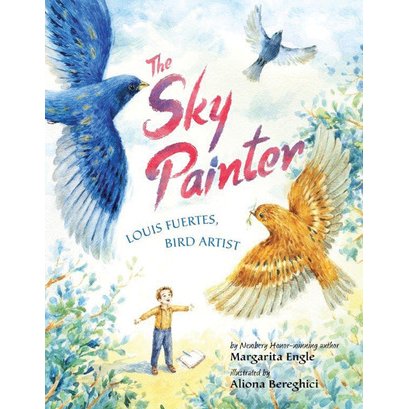 The
Sky
Painter
LOUIS FUERTES,
BIRD ARTIST
by Newbery Honor–winning author
Margarita Engle
illustrated by
Aliona Bereghici